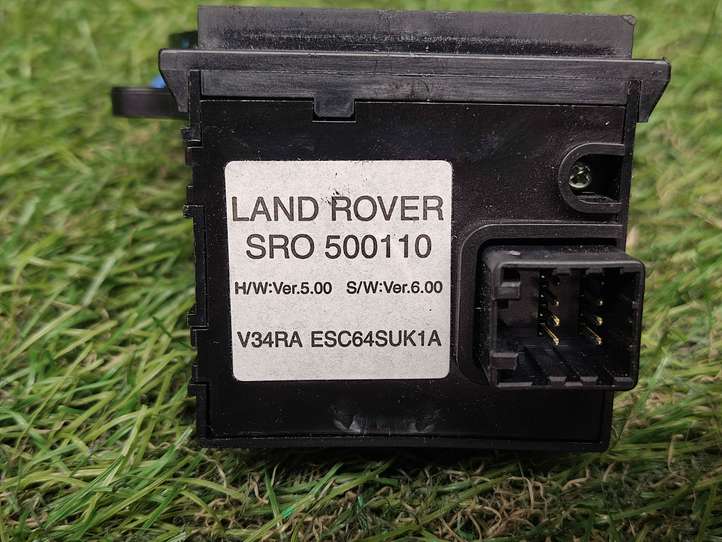 LAND ROVER
SRO 500110
H/W:Ver.5.00 S/W:Ver.6.00
V34RA ESC64SUK1A